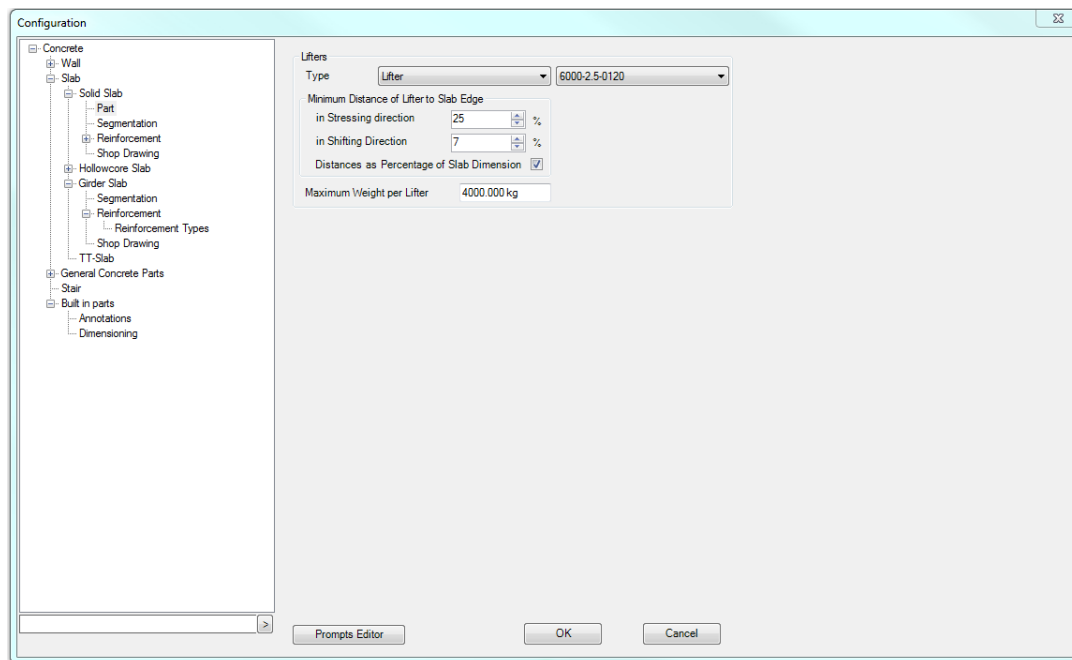 Configuration
Concrete
Wall
Slab
Solid Slab
Part
Segmentation
Reinforcement
Shop Drawing
Hollowcore Slab
Girder Slab
Segmentation
Reinforcement
Reinforcement Types
Shop Drawing
TT-Slab
General Concrete Parts
Stair
Built in parts
Annotations
Dimensioning
>
Lifters
Type Lifter 6000-2.5-0120
Minimum Distance of Lifter to Slab Edge
in Stressing direction 25 %
in Shifting Direction 7 %
Distances as Percentage of Slab Dimension
Maximum Weight per Lifter 4000.000 kg
Prompts Editor OK Cancel